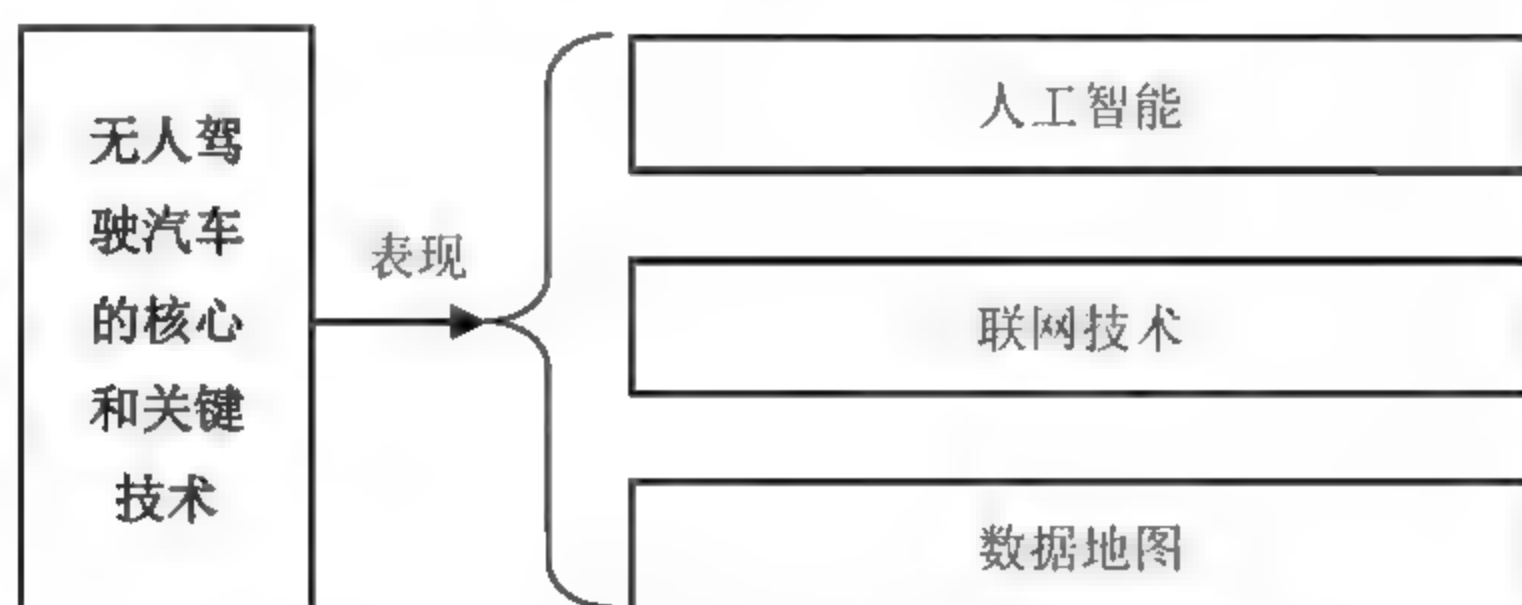 无人驾
驶汽车
的核心
和关键
技术
表现
人工智能
联网技术
数据地图